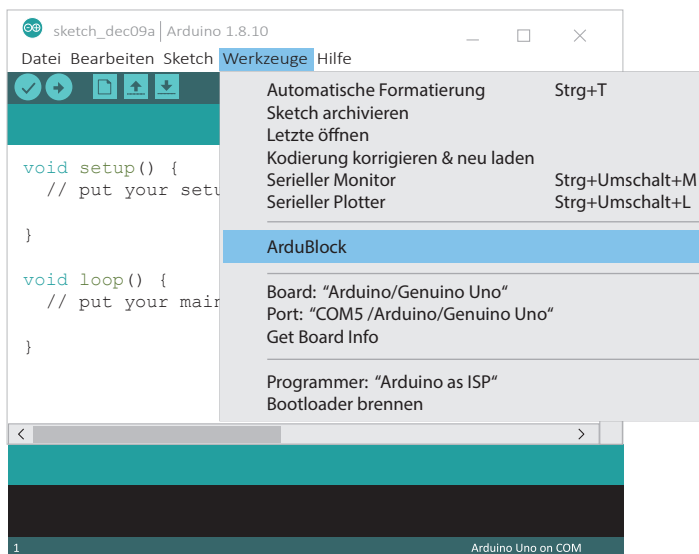 sketch_dec09a | Arduino 1.8.10
Datei Bearbeiten Sketch Werkzeuge Hilfe
Automatische Formatierung Strg+T
Sketch archivieren
Letzte öffnen
Kodierung korrigieren & neu laden
Serieller Monitor Strg+Umschalt+M
Serieller Plotter Strg+Umschalt+L
ArduBlock
Board: “Arduino/Genuino Uno“
Port: “COM5 /Arduino/Genuino Uno“
Get Board Info
Programmer: “Arduino as ISP“
Bootloader brennen
void setup() {
// put your setu
}
void loop() {
// put your main
}
1 Arduino Uno on COM